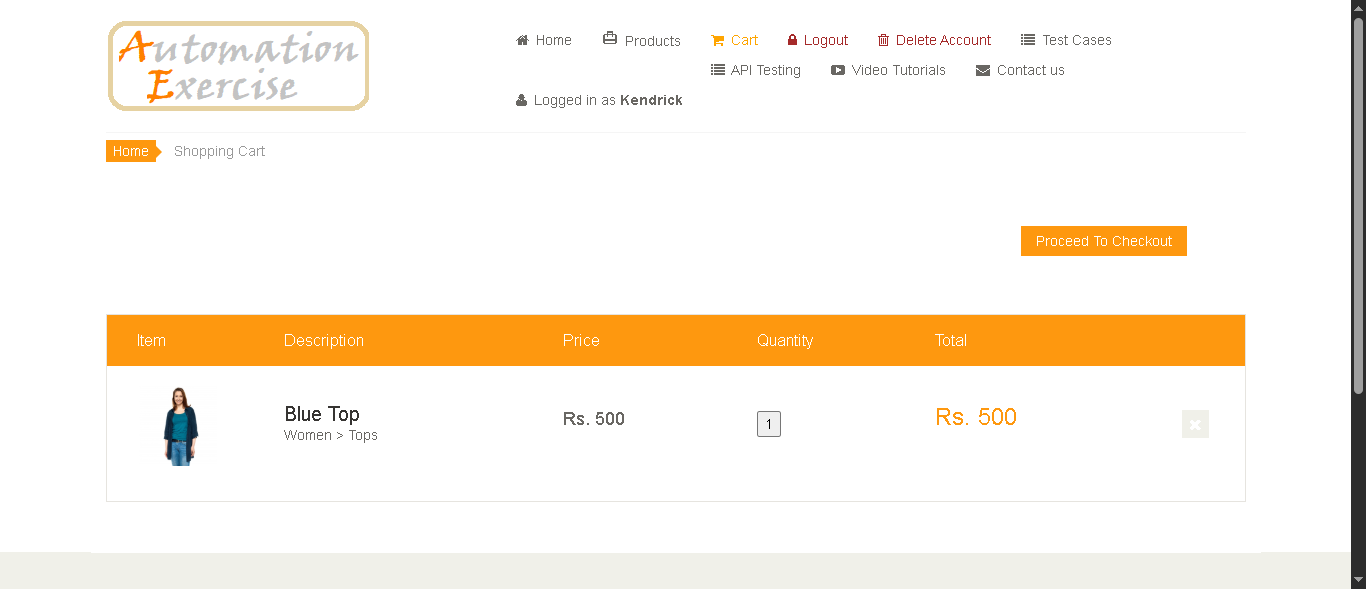 Automation
Exercise
Home Products Cart Logout Delete Account Test Cases
API Testing Video Tutorials Contact us
Logged in as Kendrick
Home Shopping Cart
Proceed To Checkout
Item Description Price Quantity Total
Blue Top Rs. 500 1 Rs. 500
Women > Tops